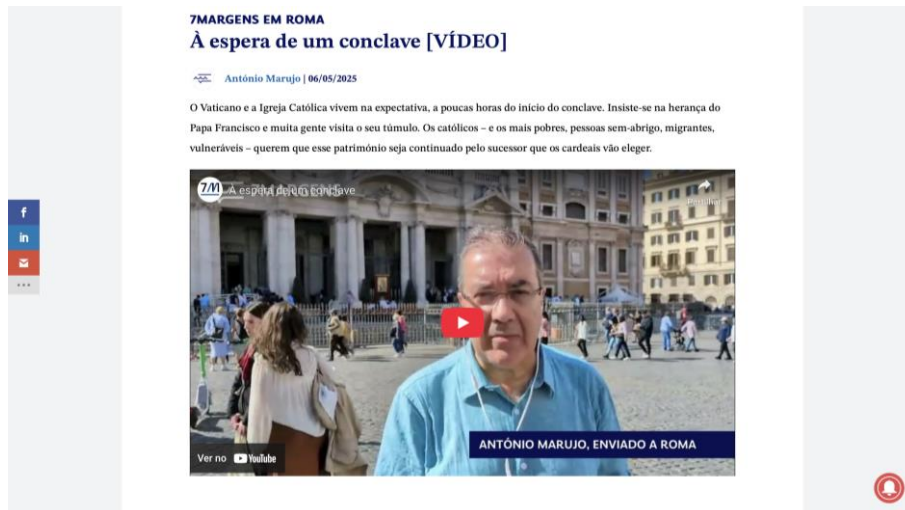 7MARGENS EM ROMA
À espera de um conclave [VÍDEO]
António Marujo | 06/05/2025
O Vaticano e a Igreja Católica vivem na expectativa, a poucas horas do início do conclave. Insiste-se na herança do
Papa Francisco e muita gente visita o seu túmulo. Os católicos – e os mais pobres, pessoas sem-abrigo, migrantes,
vulneráveis – querem que esse património seja continuado pelo sucessor que os cardeais vão eleger.
7M À espera de um conclave
Partilhar
f
in
ANTÓNIO MARUJO, ENVIADO A ROMA
Ver no YouTube